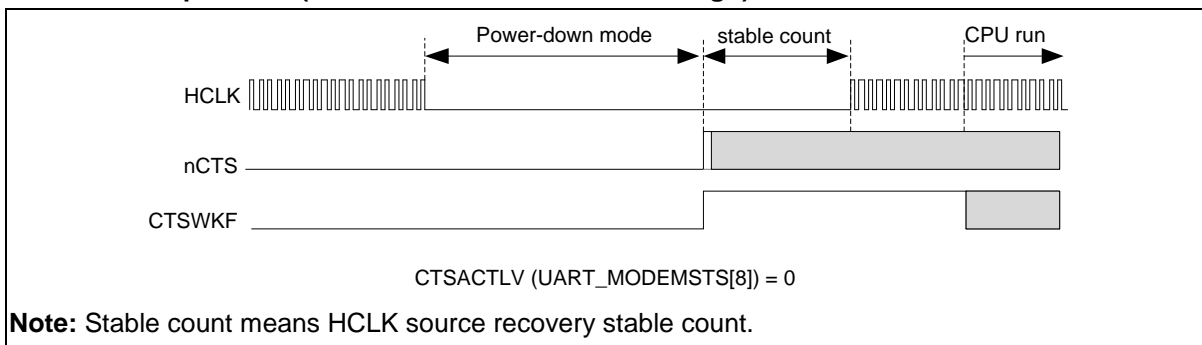 Power-down mode stable count CPU run
HCLK
nCTS
CTSWKF
CTSACTLV (UART_MODEMSTS[8]) = 0
Note: Stable count means HCLK source recovery stable count.